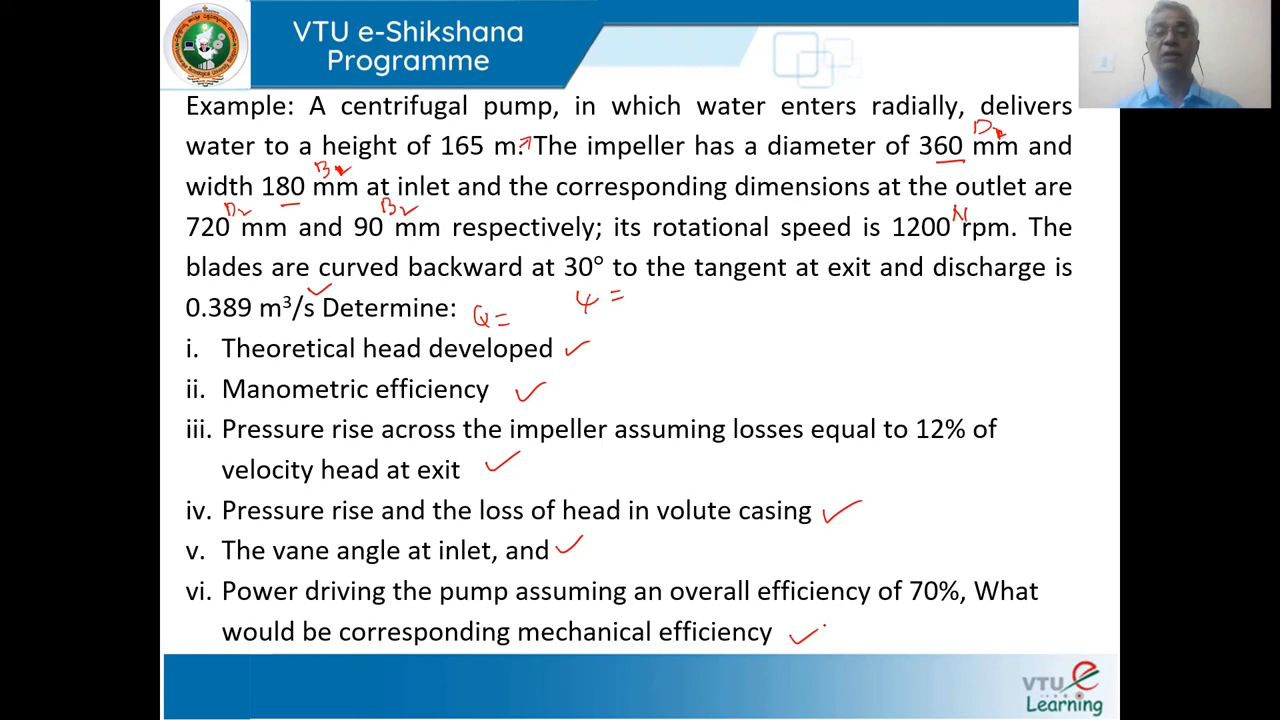 VTU e-Shikshana
Programme
Example: A centrifugal pump, in which water enters radially, delivers
water to a height of 165 m. The impeller has a diameter of 360 mm and
width 180 mm at inlet and the corresponding dimensions at the outlet are
720 mm and 90 mm respectively; its rotational speed is 1200 rpm. The
blades are curved backward at 30° to the tangent at exit and discharge is
0.389 m³/s Determine:
Q =
i. Theoretical head developed
ii. Manometric efficiency
iii. Pressure rise across the impeller assuming losses equal to 12% of
velocity head at exit
iv. Pressure rise and the loss of head in volute casing
v. The vane angle at inlet, and
vi. Power driving the pump assuming an overall efficiency of 70%, What
would be corresponding mechanical efficiency
VTU e
Learning